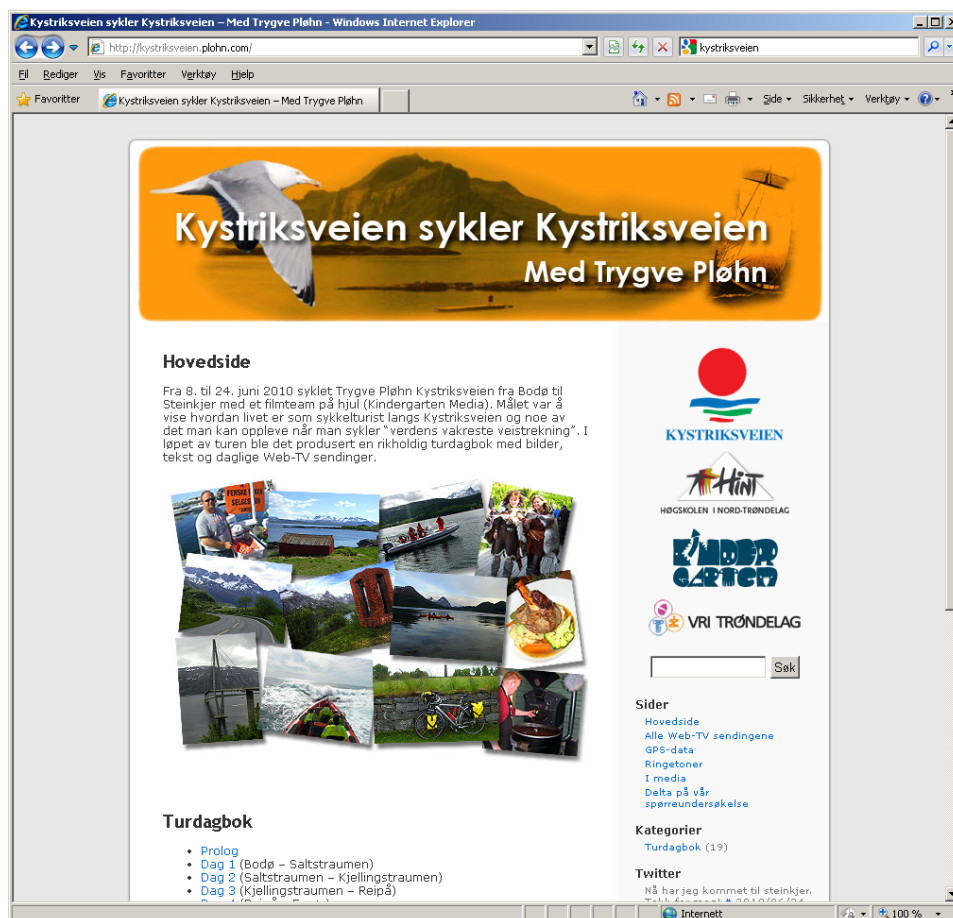 Kystriksveien sykler Kystriksveien – Med Trygve Pløhn - Windows Internet Explorer
http://kystriksveien.plohn.com/
kystriksveien
Fil Rediger Vis Favoritter Verktøy Hjelp
Favoritter
Kystriksveien sykler Kystriksveien – Med Trygve Pløhn
Side
Sikkerhet
Verktøy
Kystriksveien sykler Kystriksveien
Med Trygve Pløhn
Hovedside
Fra 8. til 24. juni 2010 syklet Trygve Pløhn Kystriksveien fra Bodø til
Steinkjer med et filmteam på hjul (Kindergarten Media). Målet var å
vise hvordan livet er som sykkelturist langs Kystriksveien og noe av
det man kan oppleve når man sykler “verdens vakreste veistrekning”. I
løpet av turen ble det produsert en rikholdig turdagbok med bilder,
tekst og daglige Web-TV sendinger.
FERSKE
SELGES
Turdagbok
• Prolog
• Dag 1 (Bodø – Saltstraumen)
• Dag 2 (Saltstraumen – Kjellingstraumen)
• Dag 3 (Kjellingstraumen – Reipå)
KYSTRIKSVEIEN
HiNT
HØGSKOLEN I NORD-TRØNDELAG
KINDER
GARTEN
VRI TRØNDELAG
Søk
Sider
Hovedside
Alle Web-TV sendingene
GPS-data
Ringetoner
I media
Delta på vår
spørreundersøkelse
Kategorier
Turdagbok (19)
Twitter
Nå har jeg kommet til steinkjer.
Internett
100 %